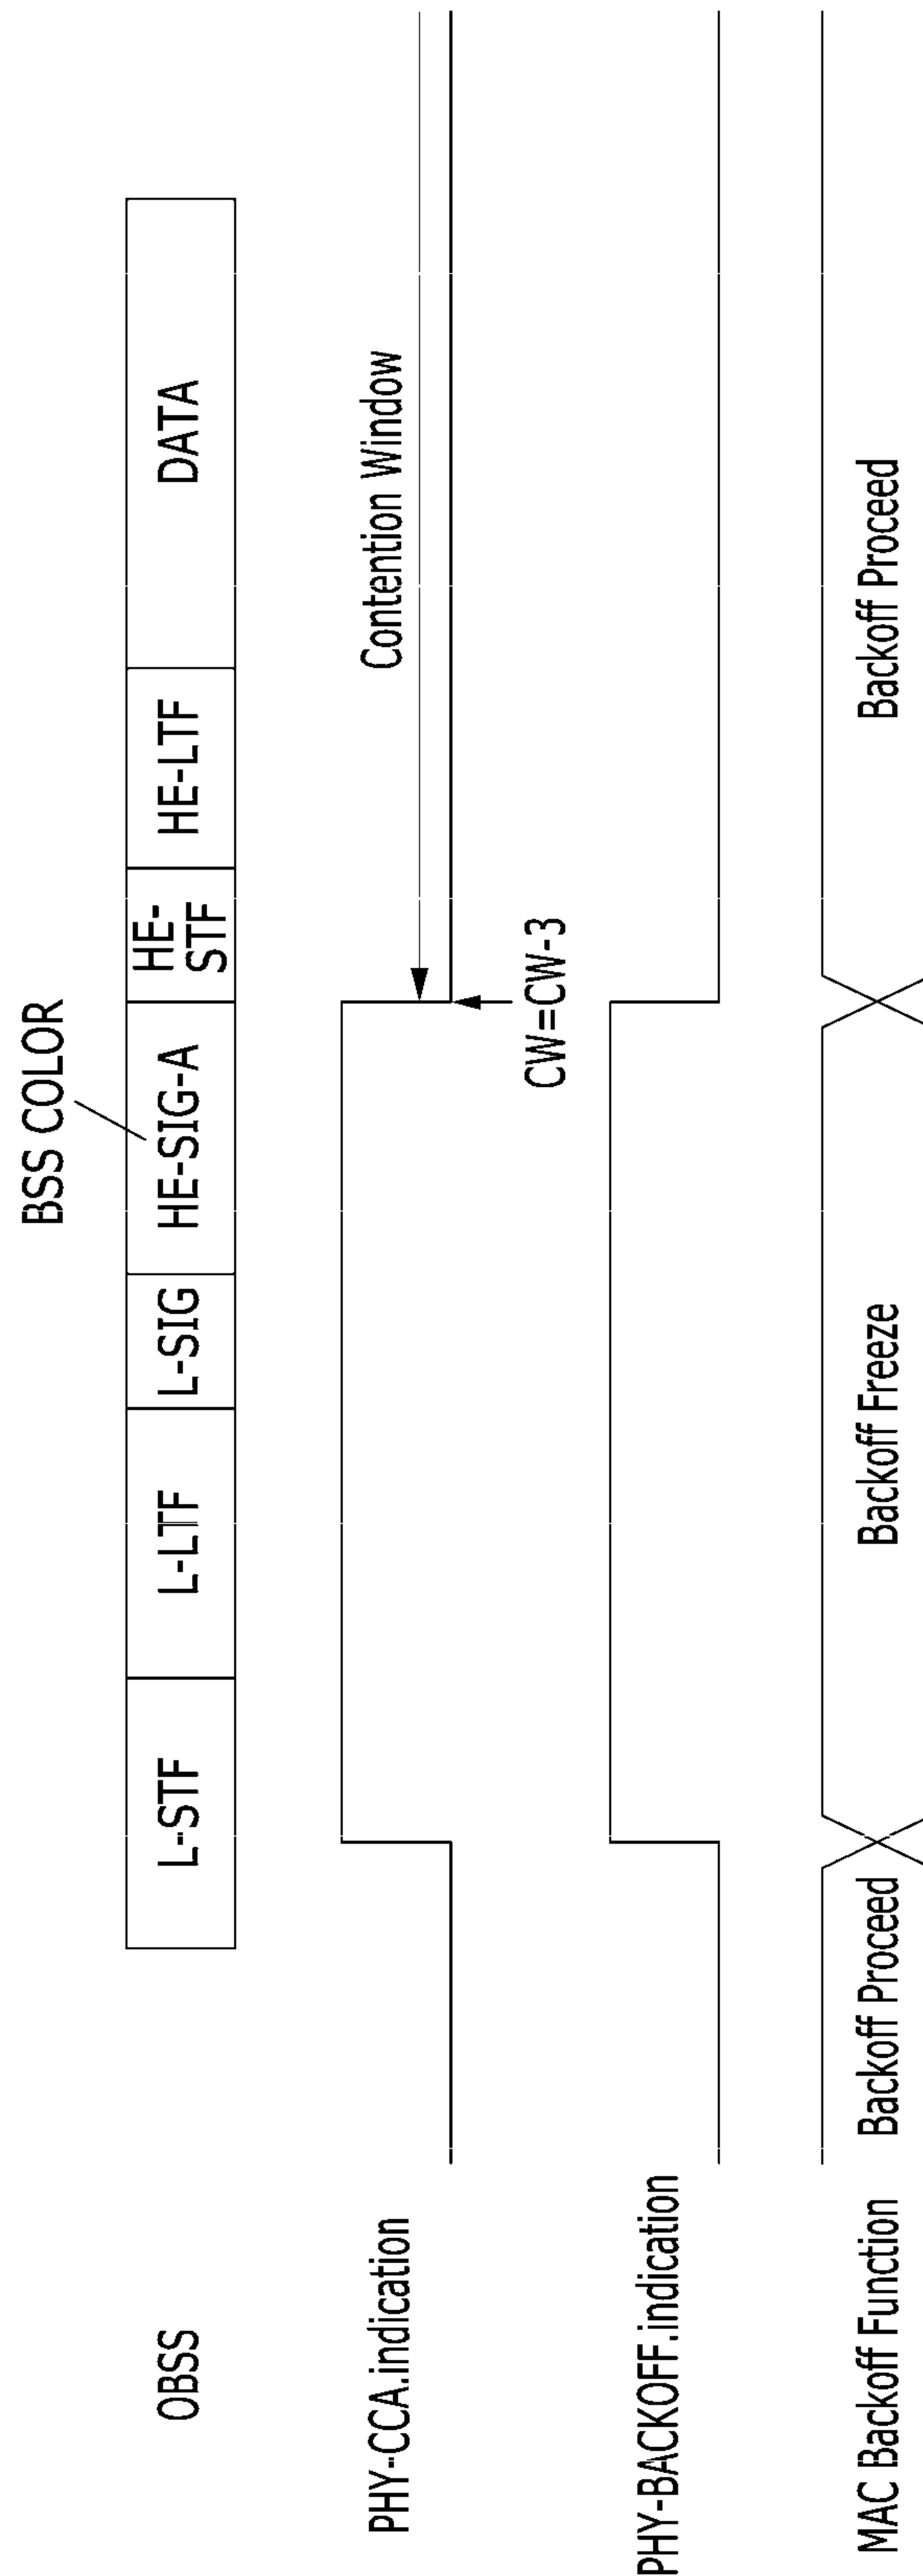 BSS COLOR
OBSS
L-STF
L-LTF
L-SIG
HE-SIG-A
HE-
STF
HE-LTF
DATA
PHY-CCA.indication
Contention Window
CW=CW-3
PHY-BACKOFF.indication
MAC Backoff Function
Backoff Proceed
Backoff Freeze
Backoff Proceed